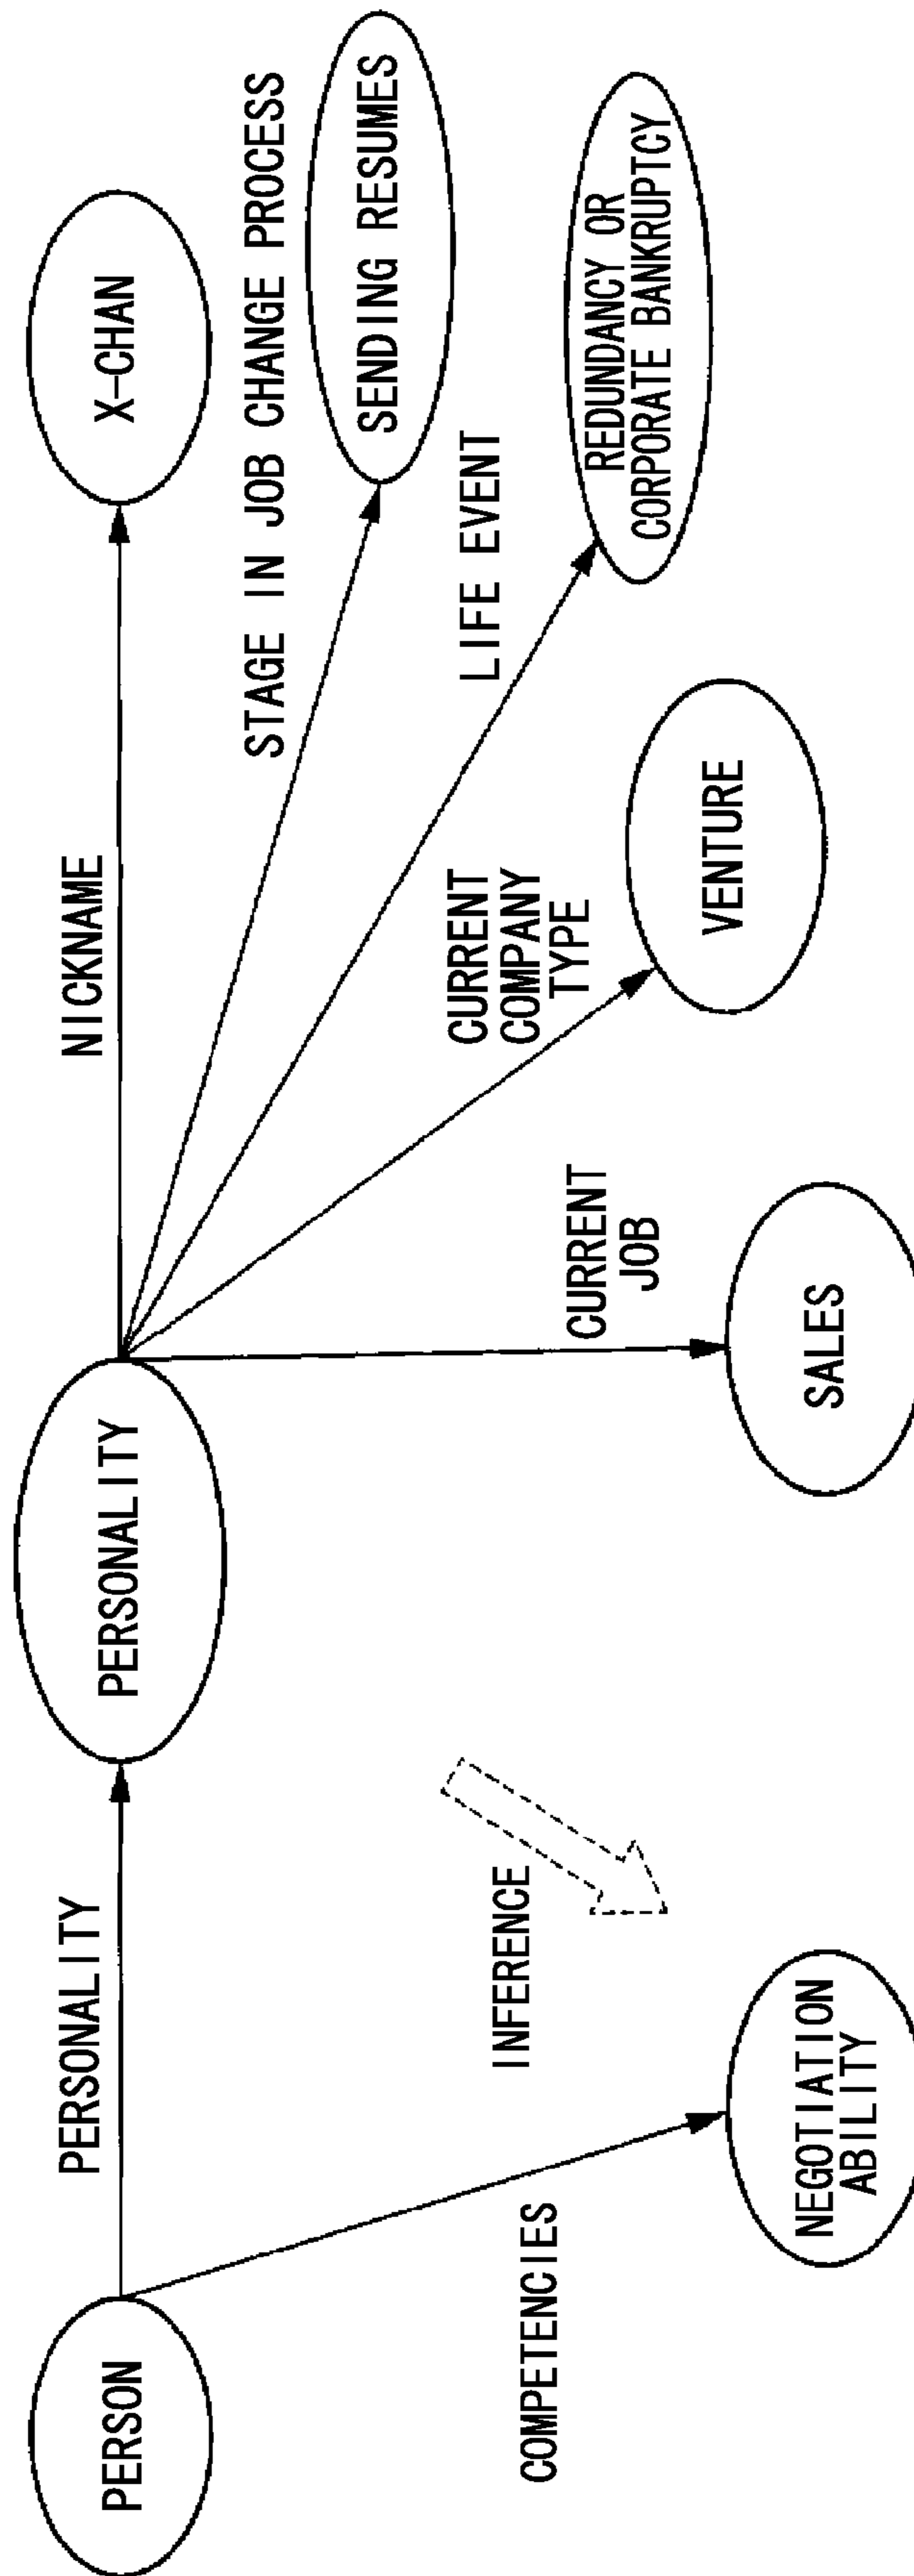 PERSON
PERSONALITY
PERSONALITY
NICKNAME
X-CHAN
STAGE IN JOB CHANGE PROCESS
SENDING RESUMES
LIFE EVENT
REDUNDANCY OR
CORPORATE BANKRUPTCY
CURRENT
COMPANY
TYPE
VENTURE
CURRENT
JOB
SALES
INFERENCE
COMPETENCIES
NEGOTIATION
ABILITY